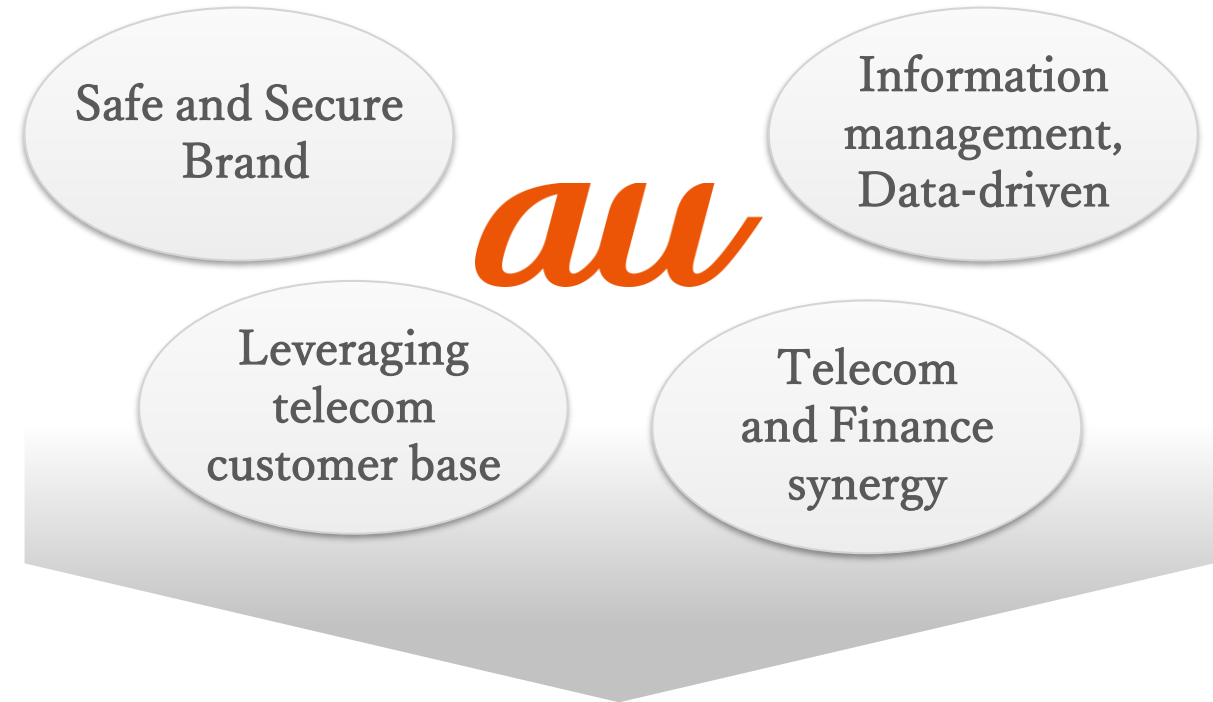 Safe and Secure
Brand
Information
management,
Data-driven
au
Leveraging
telecom
customer base
Telecom
and Finance
synergy